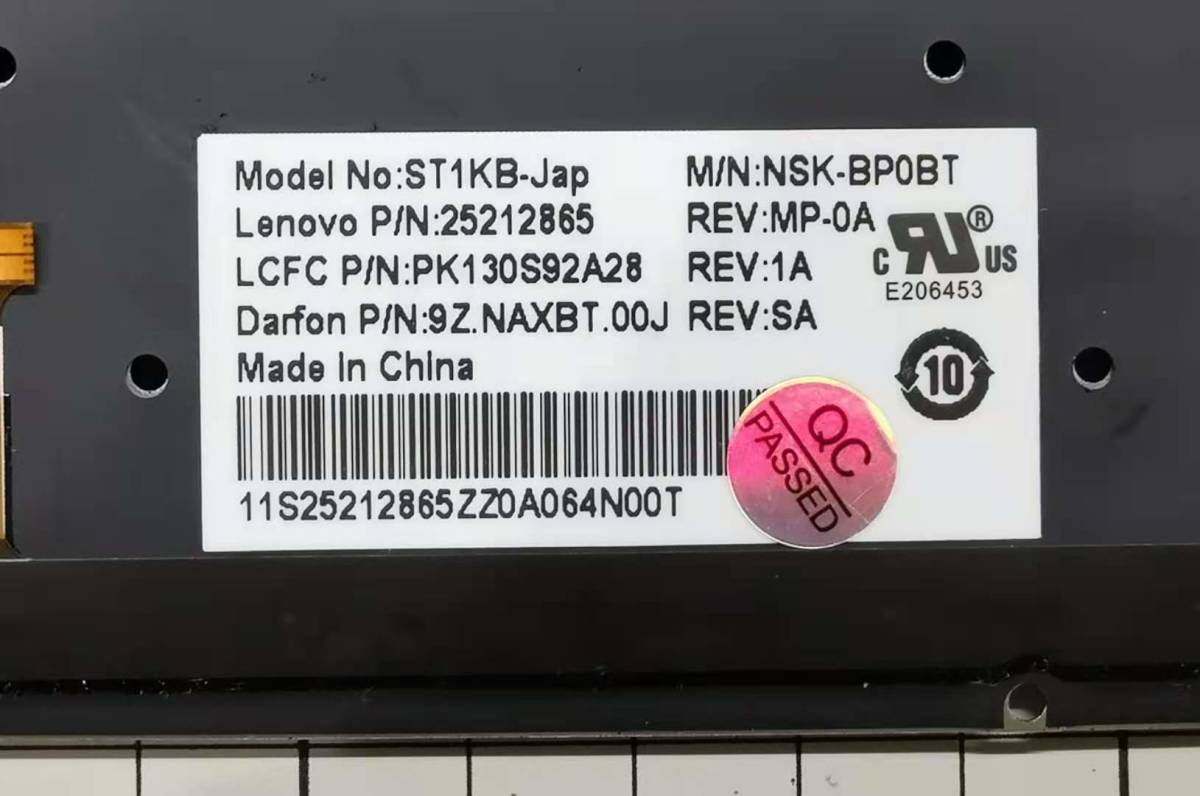 Model No:ST1KB-Jap M/N:NSK-BP0BT
Lenovo P/N:25212865 REV:MP-0A
LCFC P/N:PK130S92A28 REV:1A
Darfon P/N:9Z.NAXBT.00J REV:SA
Made In China
11S25212865ZZ0A064N00T
c RU ® US
E206453
10
QC
PASSED